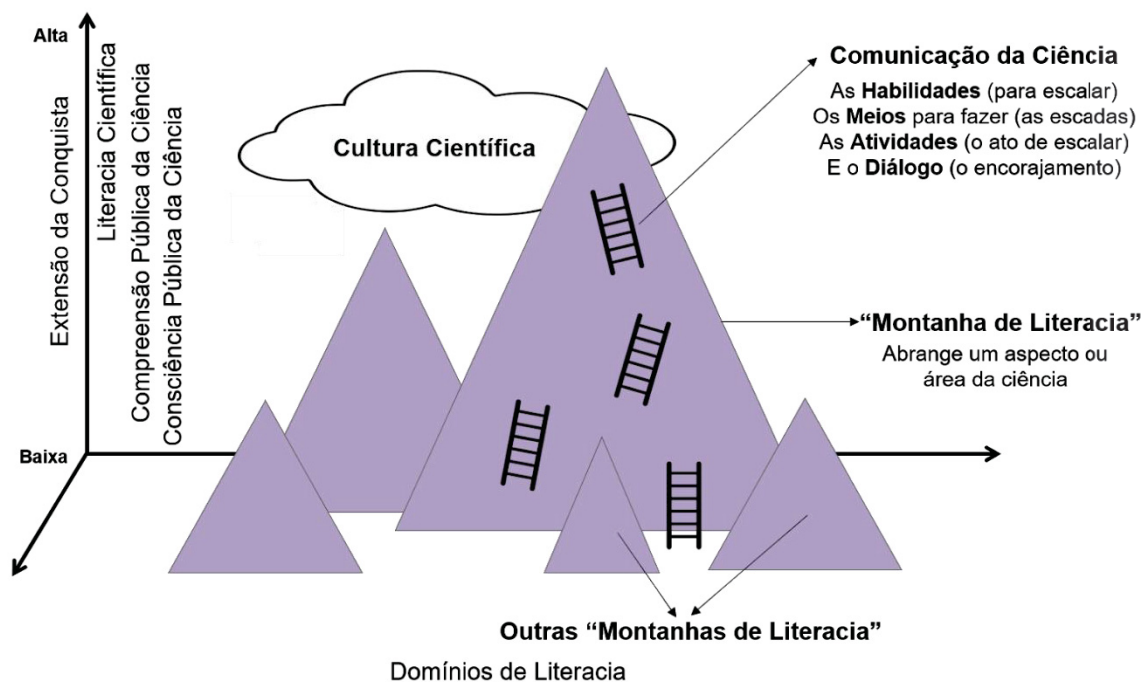 Alta
Baixa
Extensão da Conquista
Literacia Científica
Compreensão Pública da Ciência
Consciência Pública da Ciência
Cultura Científica
Comunicação da Ciência
As Habilidades (para escalar)
Os Meios para fazer (as escadas)
As Atividades (o ato de escalar)
E o Diálogo (o encorajamento)
“Montanha de Literacia”
Abrange um aspecto ou
área da ciência
Outras “Montanhas de Literacia”
Domínios de Literacia